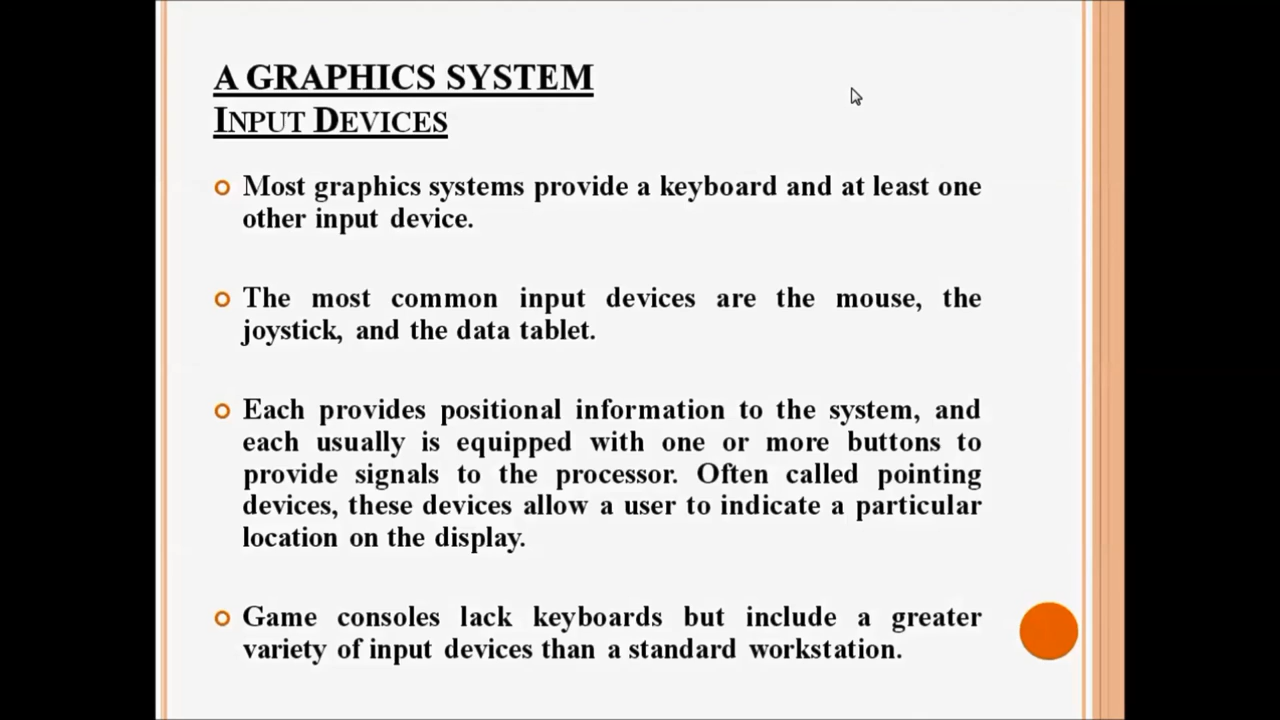 A GRAPHICS SYSTEM
INPUT DEVICES
Most graphics systems provide a keyboard and at least one
other input device.
The most common input devices are the mouse, the
joystick, and the data tablet.
Each provides positional information to the system, and
each usually is equipped with one or more buttons to
provide signals to the processor. Often called pointing
devices, these devices allow a user to indicate a particular
location on the display.
Game consoles lack keyboards but include a greater
variety of input devices than a standard workstation.